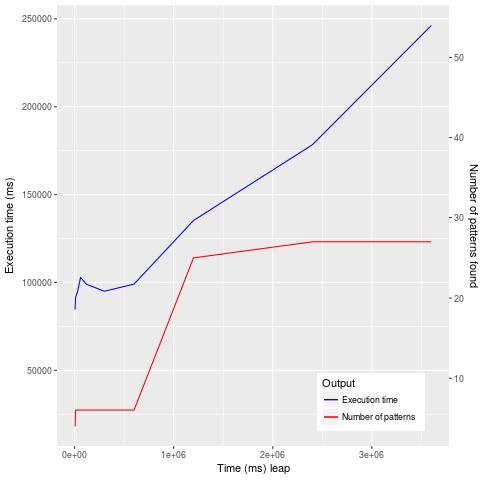 250000
200000
150000
100000
50000
Execution time (ms)
50
40
30
20
10
Number of patterns found
Output
Execution time
Number of patterns
0e+00 1e+06 2e+06 3e+06
Time (ms) leap